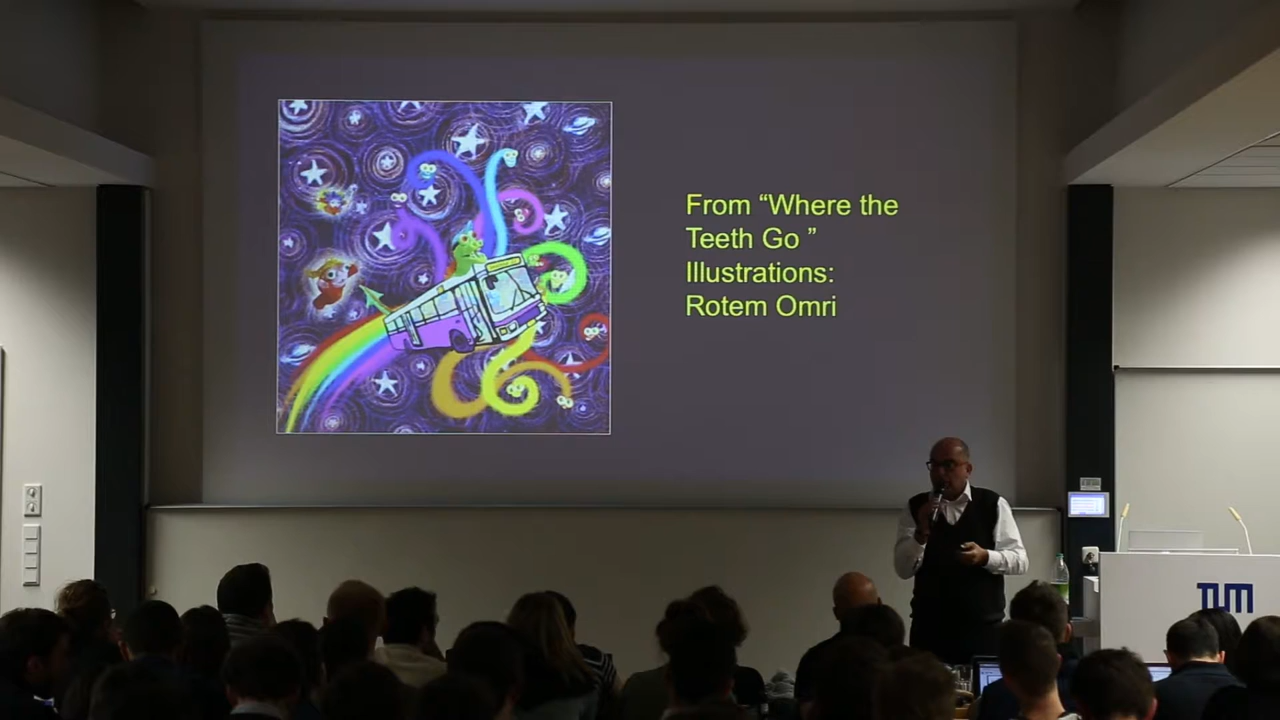 From “Where the
Teeth Go ”
Illustrations:
Rotem Omri
TUM